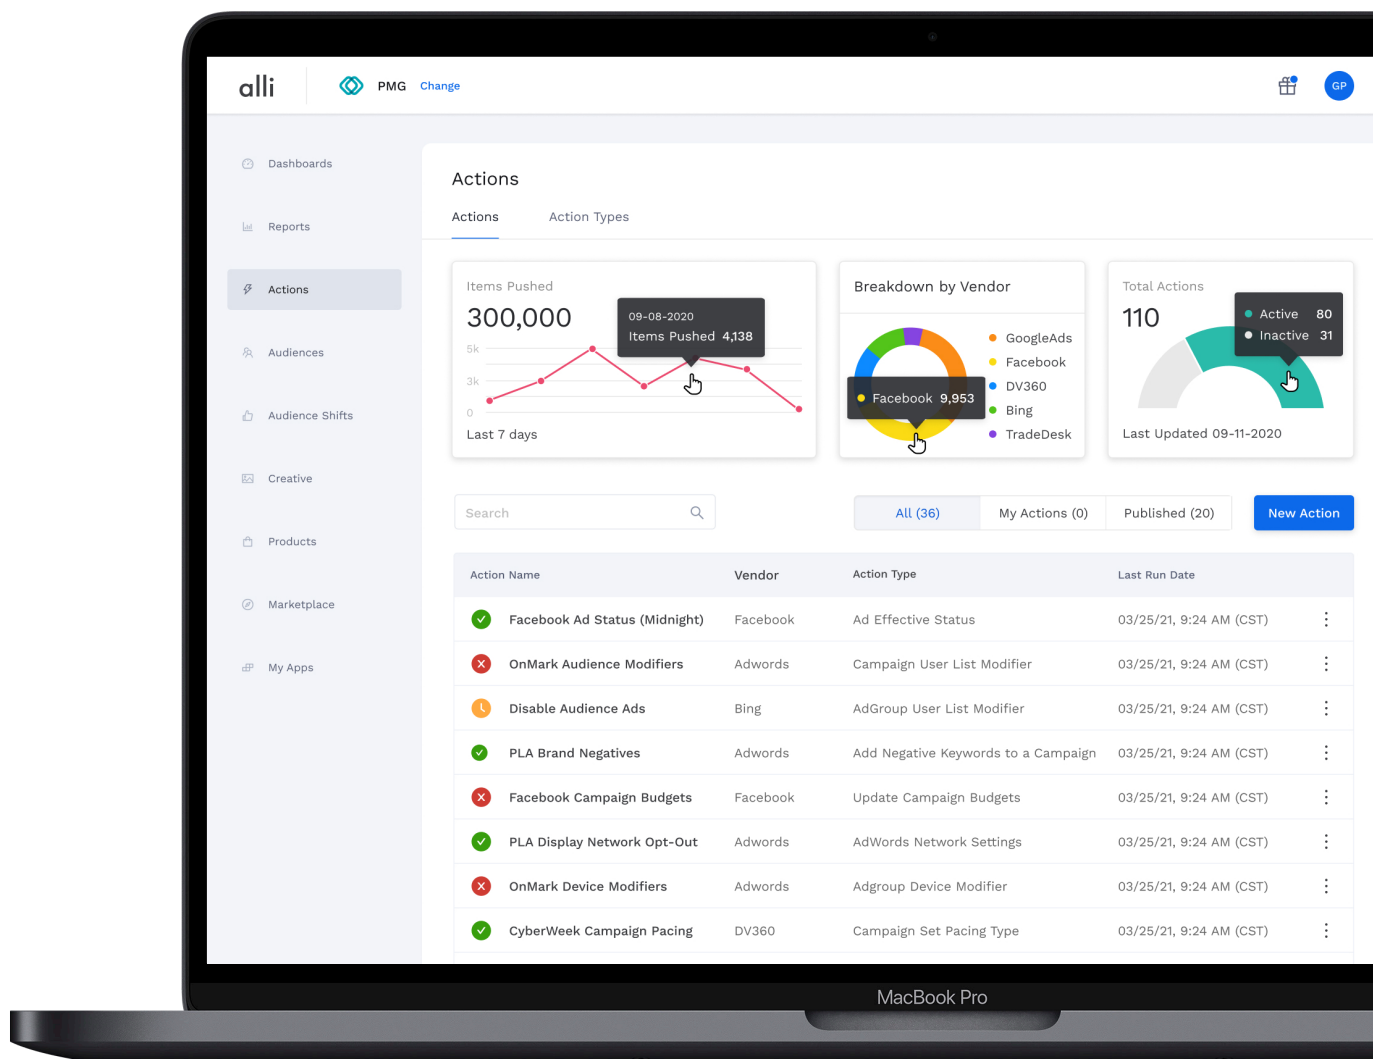 alli
PMG Change
GP
Dashboards
Reports
Actions
Audiences
Audience Shifts
Creative
Products
Marketplace
My Apps
Actions
Actions Action Types
Items Pushed
300,000
09-08-2020
Items Pushed 4,138
5k
3k
0
Last 7 days
Breakdown by Vendor
GoogleAds
Facebook
DV360
Bing
TradeDesk
Facebook 9,953
Total Actions
110
Active 80
Inactive 31
Last Updated 09-11-2020
Search
All (36) My Actions (0) Published (20)
New Action
Action Name Vendor Action Type Last Run Date
Facebook Ad Status (Midnight) Facebook Ad Effective Status 03/25/21, 9:24 AM (CST)
OnMark Audience Modifiers Adwords Campaign User List Modifier 03/25/21, 9:24 AM (CST)
Disable Audience Ads Bing AdGroup User List Modifier 03/25/21, 9:24 AM (CST)
PLA Brand Negatives Adwords Add Negative Keywords to a Campaign 03/25/21, 9:24 AM (CST)
Facebook Campaign Budgets Facebook Update Campaign Budgets 03/25/21, 9:24 AM (CST)
PLA Display Network Opt-Out Adwords AdWords Network Settings 03/25/21, 9:24 AM (CST)
OnMark Device Modifiers Adwords Adgroup Device Modifier 03/25/21, 9:24 AM (CST)
CyberWeek Campaign Pacing DV360 Campaign Set Pacing Type 03/25/21, 9:24 AM (CST)
MacBook Pro